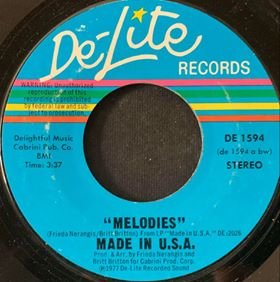 De-Lite
RECORDS
WARNING: Unauthorized
reproduction of this
recording is prohibited
by federal law and sub-
ject to prosecution.
Delightful Music
Cabrini Pub. Co.
BMI
Time: 3:37
DE 1594
(de 1594 a bw)
STEREO
"MELODIES"
(Frieda Nerangis/Britt Britton) From LP "Made in U.S.A." DE-2026
MADE IN U.S.A.
Prod. & Arr. by Frieda Nerangis and
Britt Britton for Cabrini Prod. Corp.
©1977 De-Lite Recorded Sound